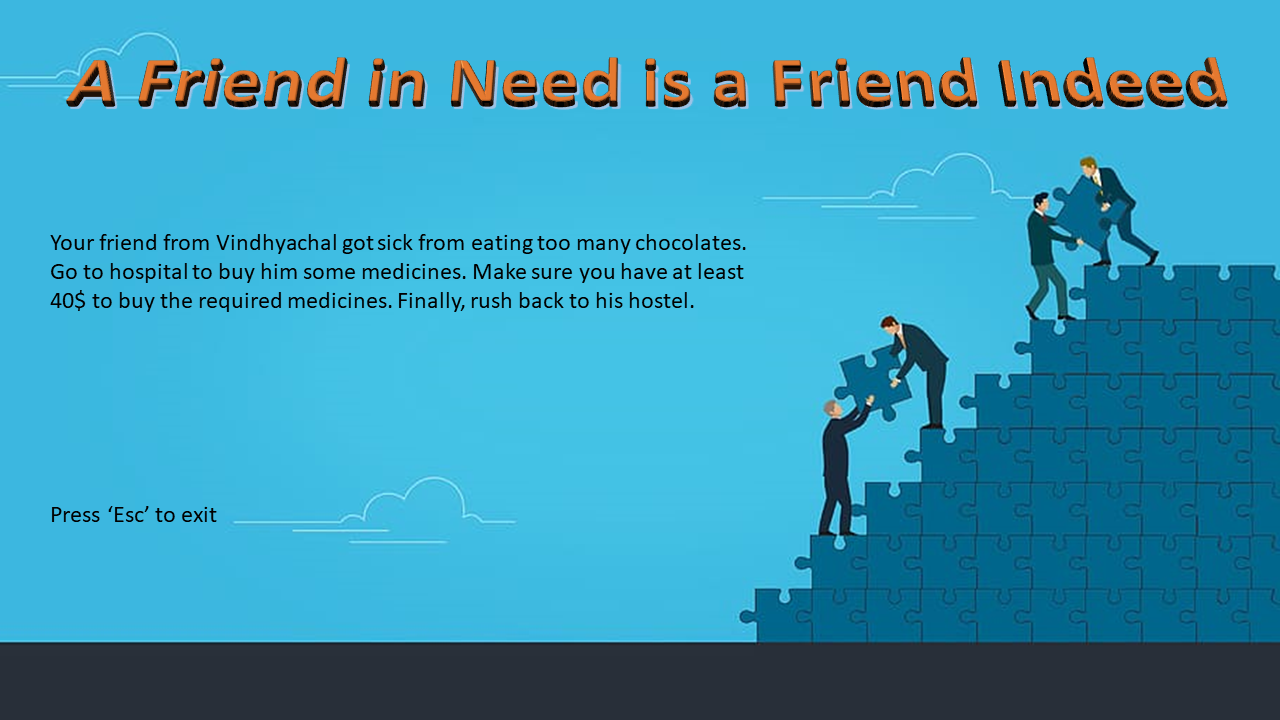 A Friend in Need is a Friend Indeed
Your friend from Vindhyachal got sick from eating too many chocolates.
Go to hospital to buy him some medicines. Make sure you have at least
40$ to buy the required medicines. Finally, rush back to his hostel.
Press ‘Esc’ to exit